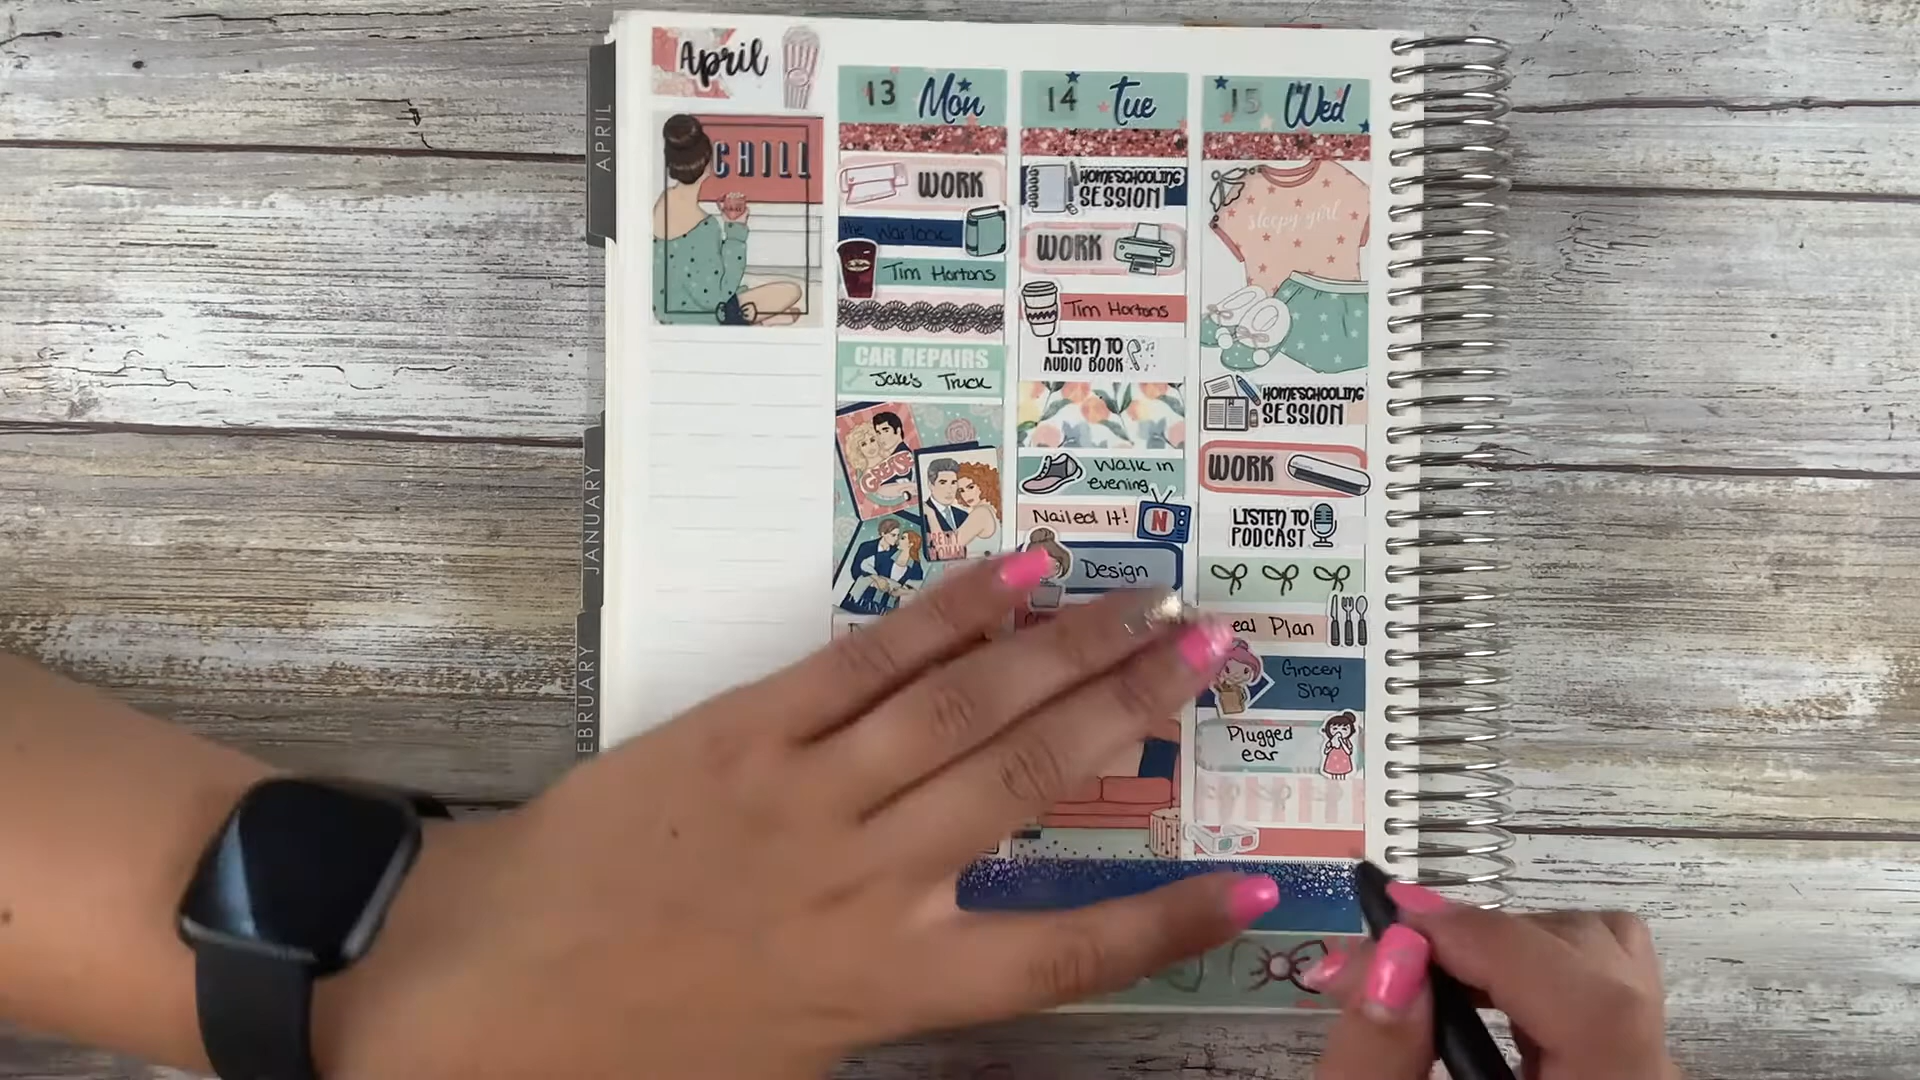 April
APRIL
JANUARY
EBRUARY
CHILL
13 Mon
WORK
the warlock
Tim Hortons
CAR REPAIRS
Jake's Truck
GREASE
14 Tue
HOMESCHOOLING
SESSION
WORK
Tim Hortons
LISTEN TO
AUDIO BOOK
Walk in
evening
Nailed It! N
Design
15 Wed
sleepy girl
HOMESCHOOLING
SESSION
WORK
LISTEN TO
PODCAST
eal Plan
Grocery
Shop
Plugged
ear